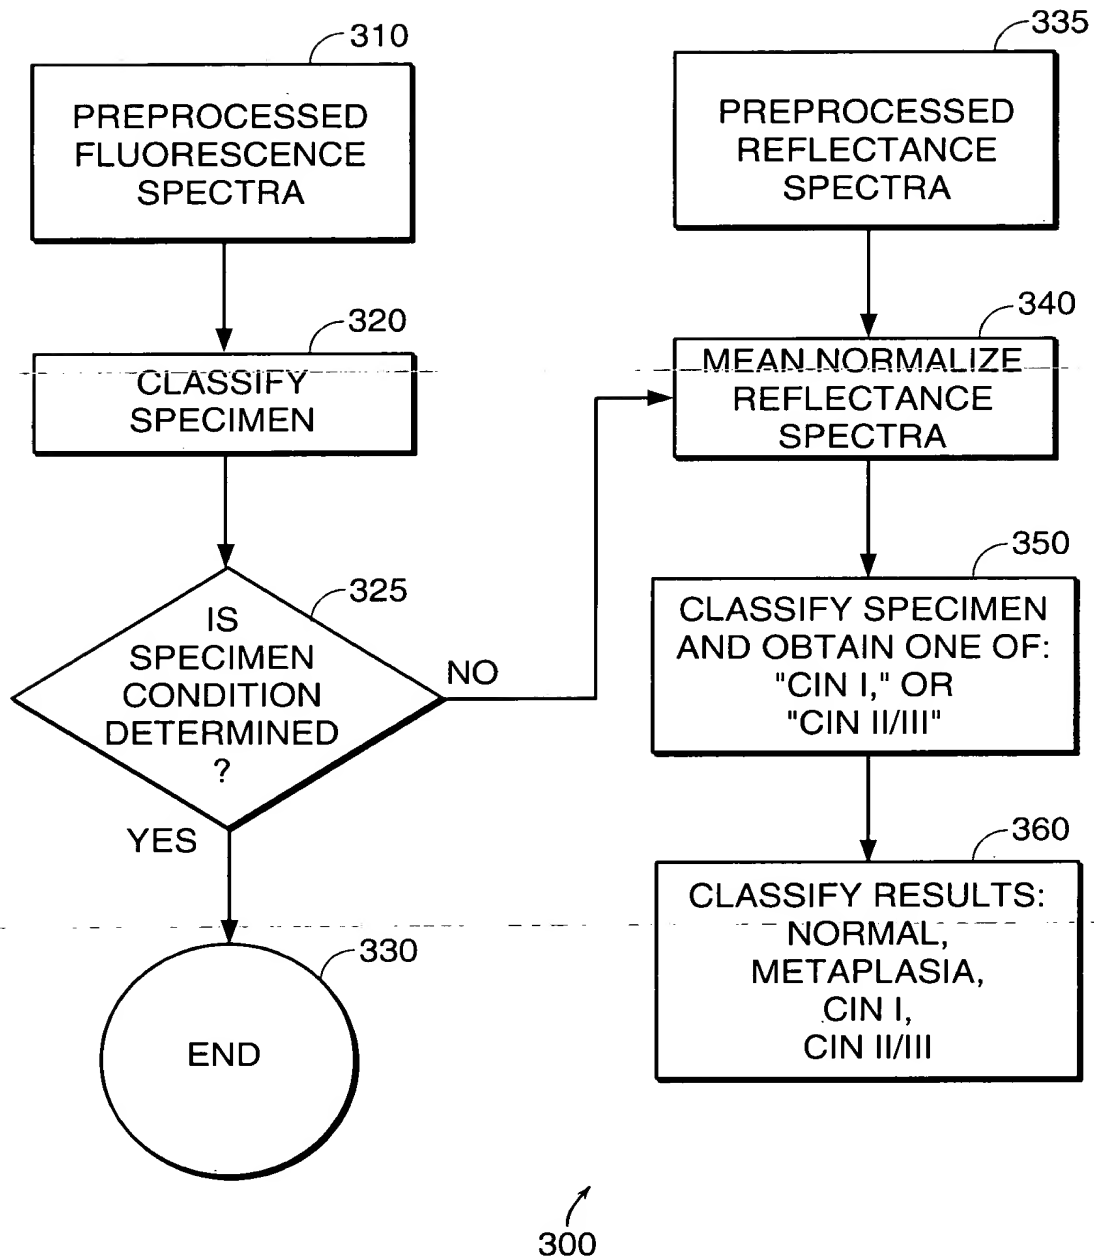 310
PREPROCESSED
FLUORESCENCE
SPECTRA
320
CLASSIFY
SPECIMEN
325
IS
SPECIMEN
CONDITION
DETERMINED
?
NO
YES
330
END
335
PREPROCESSED
REFLECTANCE
SPECTRA
340
MEAN NORMALIZE
REFLECTANCE
SPECTRA
350
CLASSIFY SPECIMEN
AND OBTAIN ONE OF:
"CIN I," OR
"CIN II/III"
360
CLASSIFY RESULTS:
NORMAL,
METAPLASIA,
CIN I,
CIN II/III
300